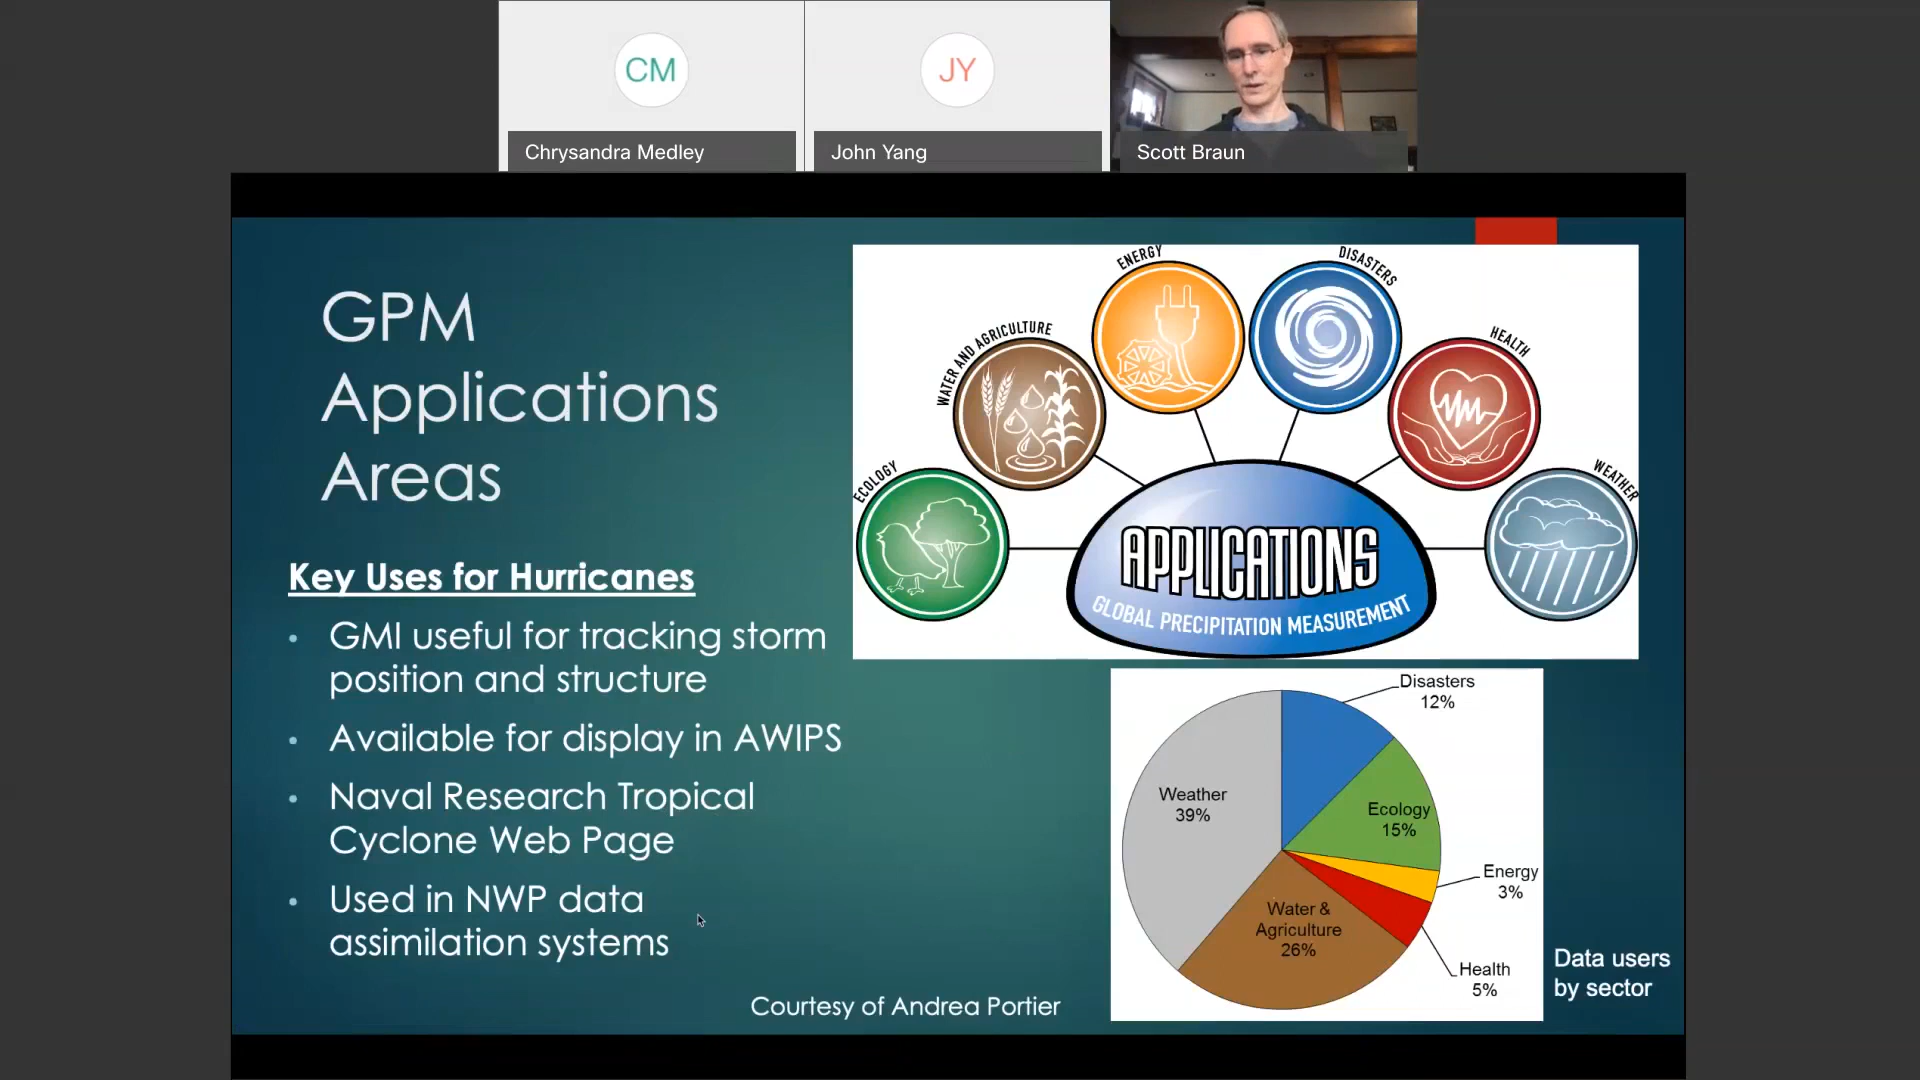 CM
Chrysandra Medley
JY
John Yang
Scott Braun
GPM
Applications
Areas
Key Uses for Hurricanes
• GMI useful for tracking storm
position and structure
• Available for display in AWIPS
• Naval Research Tropical
Cyclone Web Page
• Used in NWP data
assimilation systems
Courtesy of Andrea Portier
ECOLOGY
WATER AND AGRICULTURE
ENERGY
DISASTERS
HEALTH
WEATHER
APPLICATIONS
GLOBAL PRECIPITATION MEASUREMENT
Disasters
12%
Ecology
15%
Energy
3%
Health
5%
Water &
Agriculture
26%
Weather
39%
Data users
by sector